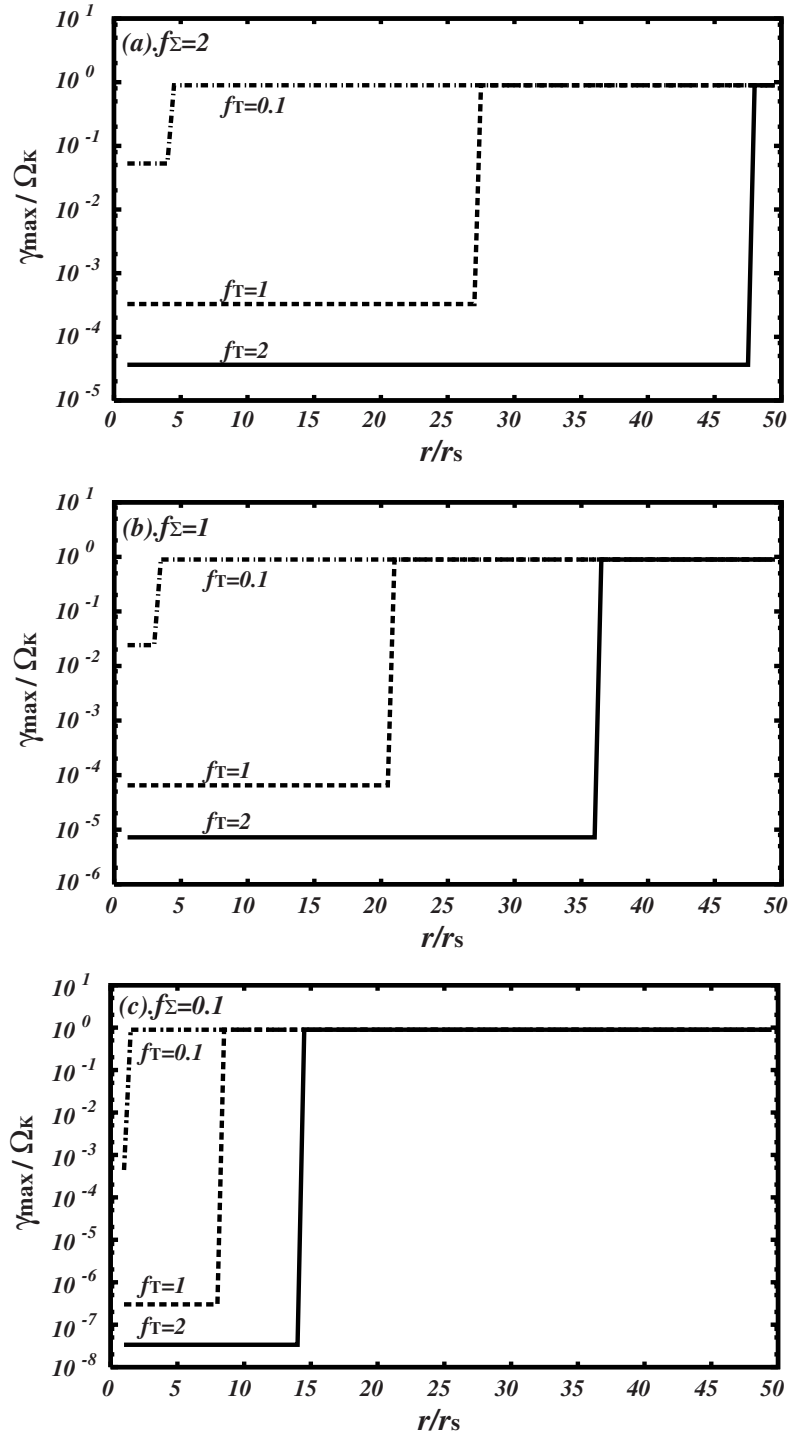 (a).fΣ=2
10^1
10^0
10^-1
10^-2
10^-3
10^-4
10^-5
γmax / ΩK
fT=0.1
fT=1
fT=2
0 5 10 15 20 25 30 35 40 45 50
r/rs
(b).fΣ=1
10^1
10^0
10^-1
10^-2
10^-3
10^-4
10^-5
10^-6
γmax / ΩK
fT=0.1
fT=1
fT=2
0 5 10 15 20 25 30 35 40 45 50
r/rs
(c).fΣ=0.1
10^1
10^0
10^-1
10^-2
10^-3
10^-4
10^-5
10^-6
10^-7
10^-8
γmax / ΩK
fT=0.1
fT=1
fT=2
0 5 10 15 20 25 30 35 40 45 50
r/rs